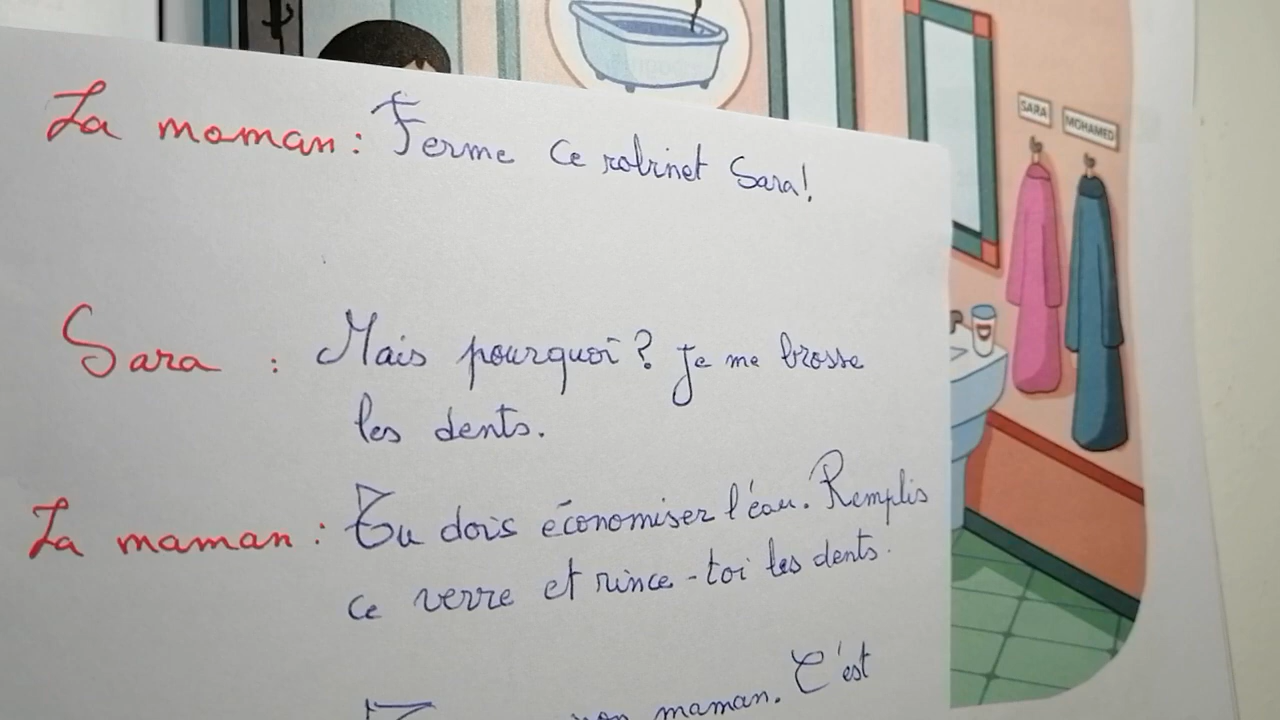 La maman : Ferme ce robinet Sara !
Sara : Mais pourquoi ? Je me brosse
les dents.
La maman : Tu dois économiser l'eau. Remplis
ce verre et rince-toi les dents.
maman. C'est
SARA
MOHAMED